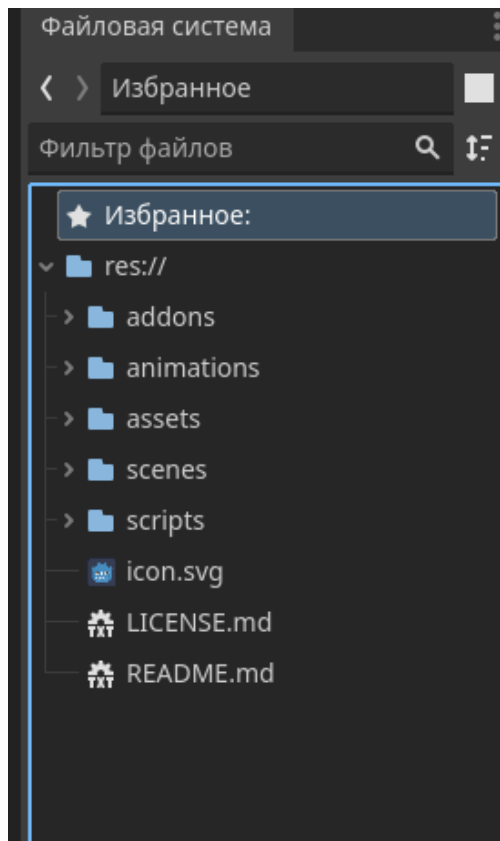 Файловая система
Избранное
Фильтр файлов
Избранное:
res://
addons
animations
assets
scenes
scripts
icon.svg
LICENSE.md
README.md